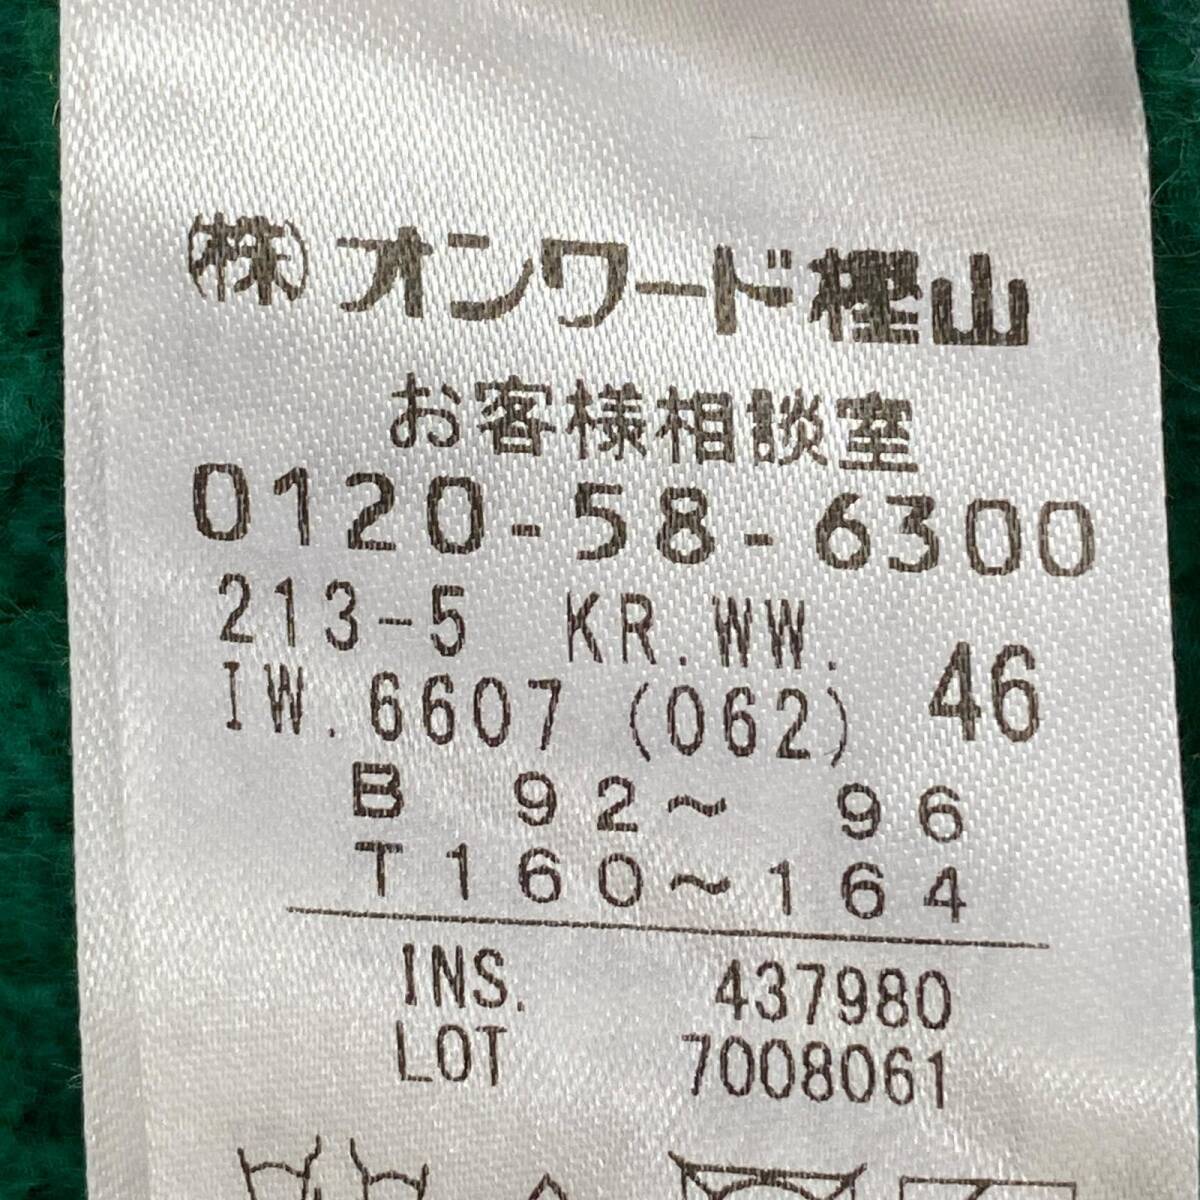 (株)オンワード樫山
お客様相談室
0120-58-6300
213-5 KR.WW.
IW.6607 (062) 46
B 92～ 96
T160～164
INS. 437980
LOT 7008061